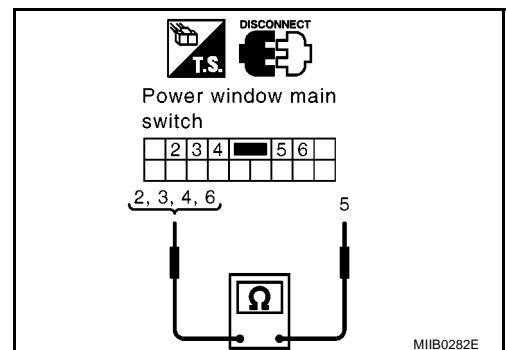 DISCONNECT
T.S.
Power window main
switch
2 3 4 5 6
2, 3, 4, 6 5
Ω
MIIB0282E